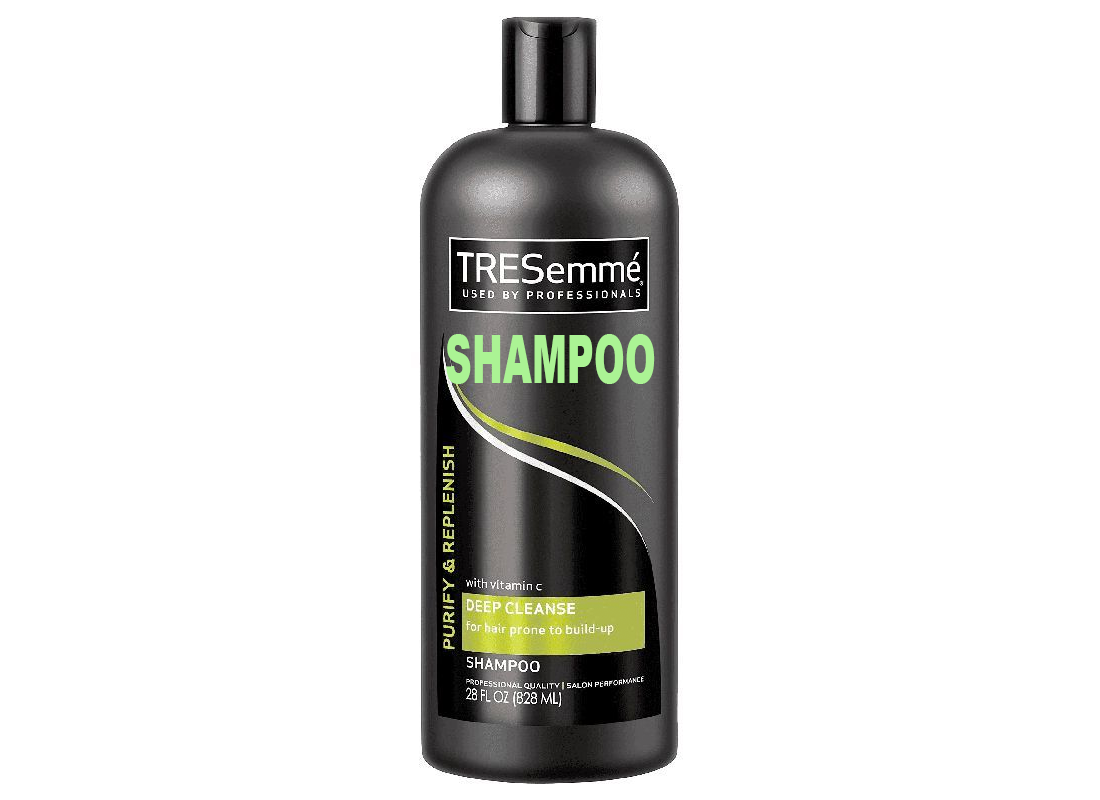 TRESemmé®
USED BY PROFESSIONALS
SHAMPOO
PURIFY & REPLENISH
with vitamin c
DEEP CLEANSE
for hair prone to build-up
SHAMPOO
PROFESSIONAL QUALITY | SALON PERFORMANCE
28 FL OZ (828 ML)